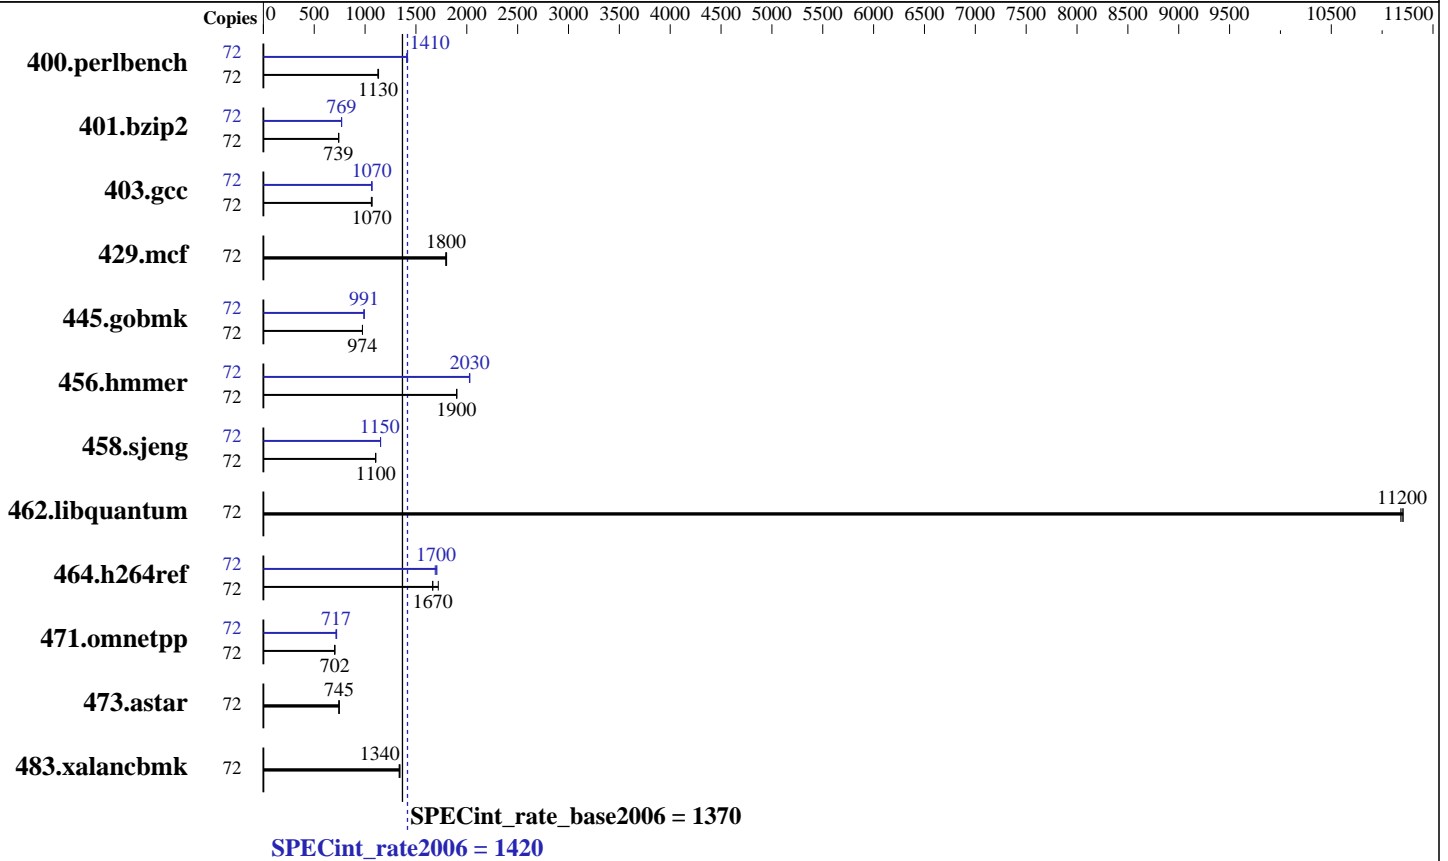 Copies 0 500 1000 1500 2000 2500 3000 3500 4000 4500 5000 5500 6000 6500 7000 7500 8000 8500 9000 9500 10500 11500
400.perlbench 72 1410
72 1130
401.bzip2 72 769
72 739
403.gcc 72 1070
72 1070
429.mcf 72 1800
445.gobmk 72 991
72 974
456.hmmer 72 2030
72 1900
458.sjeng 72 1150
72 1100
462.libquantum 72 11200
464.h264ref 72 1700
72 1670
471.omnetpp 72 717
72 702
473.astar 72 745
483.xalancbmk 72 1340
SPECint_rate_base2006 = 1370
SPECint_rate2006 = 1420